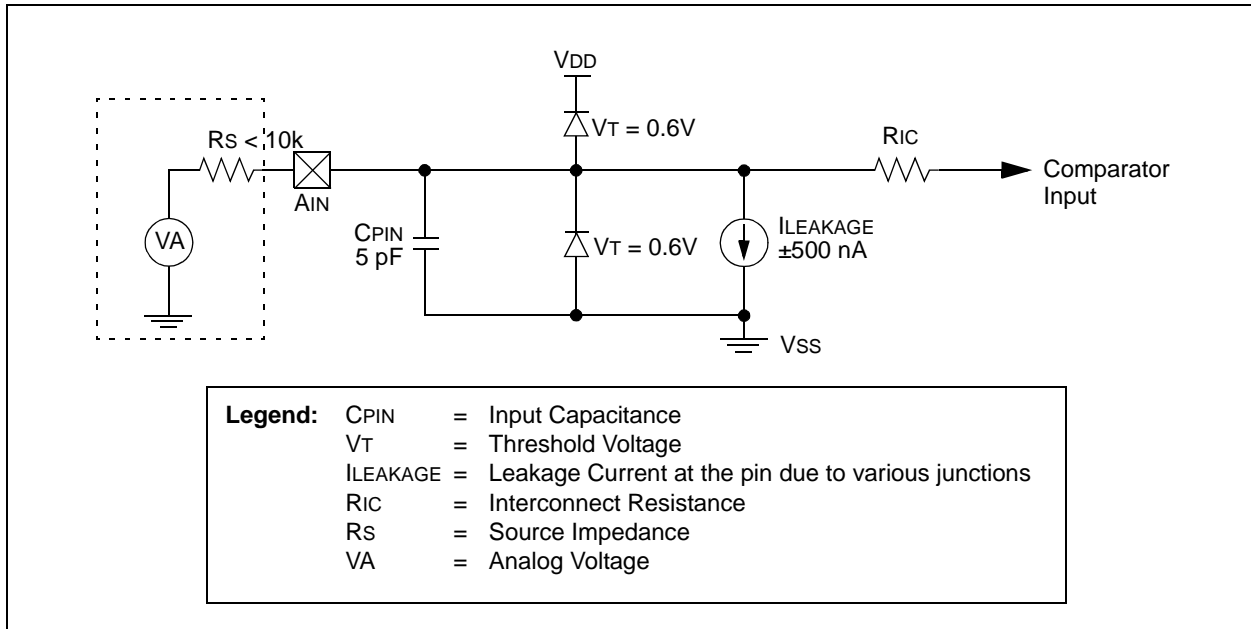 VDD
VT = 0.6V
RS < 10k
RIC
AIN
Comparator
Input
VA
CPIN
5 pF
VT = 0.6V
ILEAKAGE
±500 nA
VSS
Legend: CPIN = Input Capacitance
VT = Threshold Voltage
ILEAKAGE = Leakage Current at the pin due to various junctions
RIC = Interconnect Resistance
RS = Source Impedance
VA = Analog Voltage